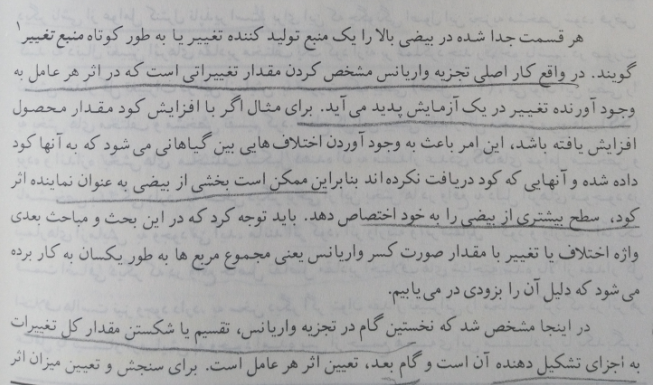 هر قسمت جدا شده در بیضی بالا را یک منبع تولید کننده تغییر یا به طور کوتاه منبع تغییر۱
گویند. در واقع کار اصلی تجزیه واریانس مشخص کردن مقدار تغییراتی است که در اثر هر عامل به
وجود آورنده تغییر در یک آزمایش پدید می آید. برای مثال اگر با افزایش کود مقدار محصول
افزایش یافته باشد، این امر باعث به وجود آوردن اختلاف هایی بین گیاهانی می شود که به آنها کود
داده شده و آنهایی که کود دریافت نکرده اند بنابراین ممکن است بخشی از بیضی به عنوان نماینده اثر
کود، سطح بیشتری از بیضی را به خود اختصاص دهد. باید توجه کرد که در این بحث و مباحث بعدی
واژه اختلاف یا تغییر با مقدار صورت کسر واریانس یعنی مجموع مربع ها به طور یکسان به کار برده
می شود که دلیل آن را بزودی در می یابیم.
در اینجا مشخص شد که نخستین گام در تجزیه واریانس، تقسیم یا شکستن مقدار کل تغییرات
به اجزای تشکیل دهنده آن است و گام بعد، تعیین اثر هر عامل است. برای سنجش و تعیین میزان اثر